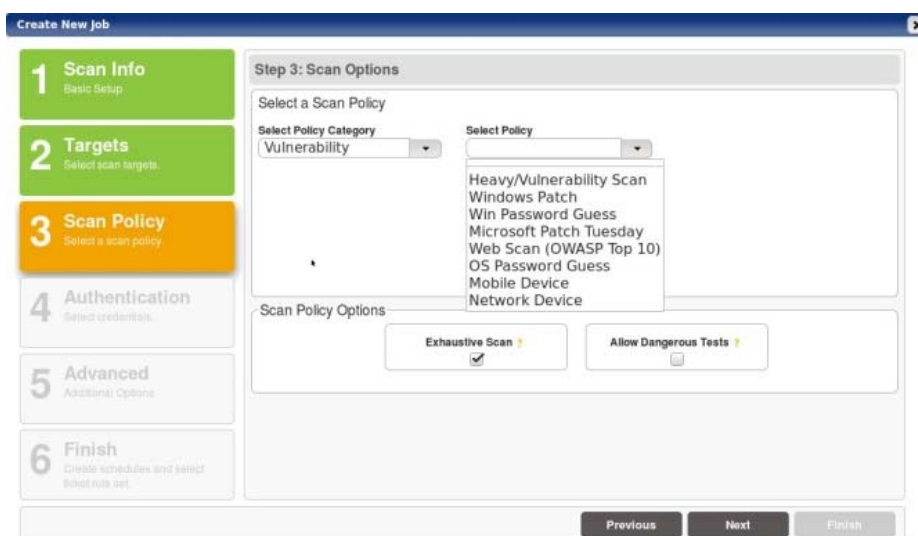 Create New Job
1 Scan Info
Basic Setup
2 Targets
Select scan targets.
3 Scan Policy
Select a scan policy.
4 Authentication
Select credentials.
5 Advanced
Additional Options
6 Finish
Create schedules and select
ticket rule set.
Step 3: Scan Options
Select a Scan Policy
Select Policy Category
Vulnerability
Select Policy
Heavy/Vulnerability Scan
Windows Patch
Win Password Guess
Microsoft Patch Tuesday
Web Scan (OWASP Top 10)
OS Password Guess
Mobile Device
Network Device
Scan Policy Options
Exhaustive Scan ?
Allow Dangerous Tests ?
Previous
Next
Finish